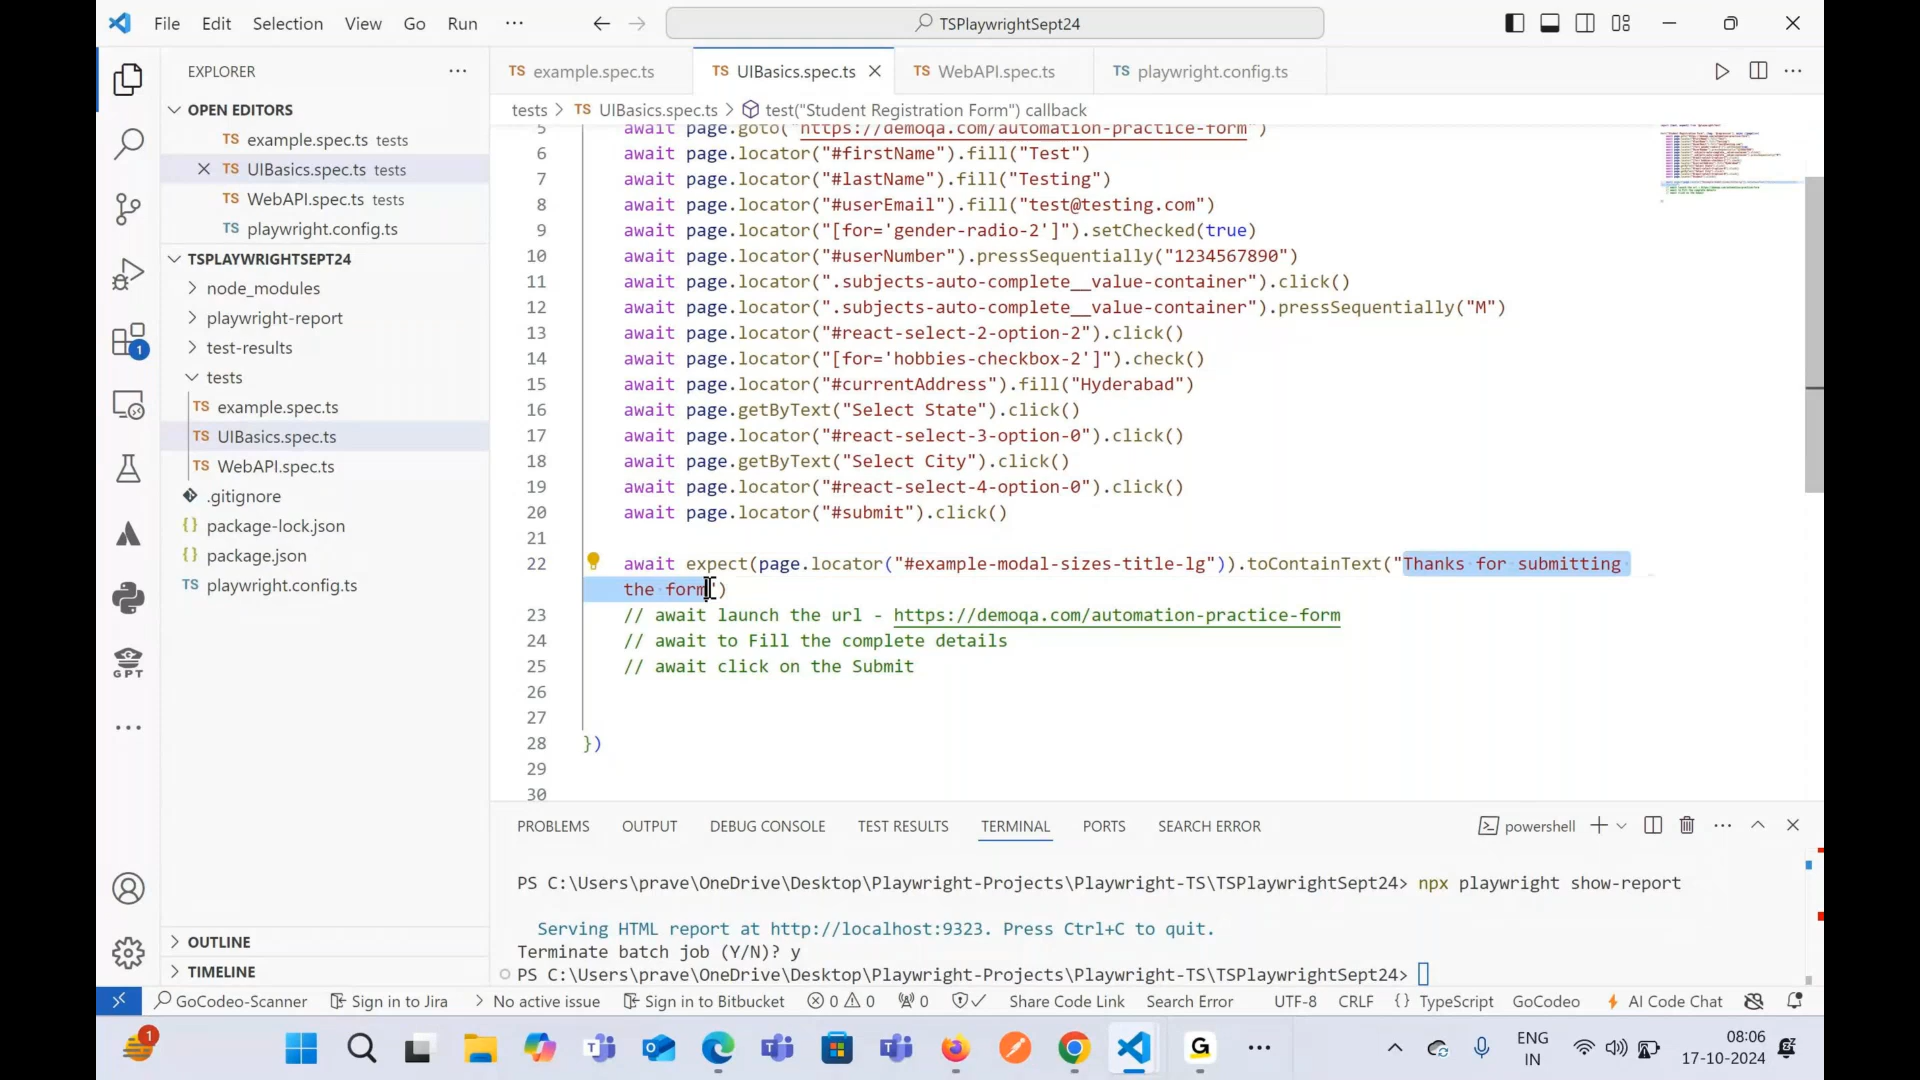 File Edit Selection View Go Run ···
TSPlaywrightSept24
EXPLORER
OPEN EDITORS
TS example.spec.ts tests
TS UIBasics.spec.ts tests
TS WebAPI.spec.ts tests
TS playwright.config.ts
TSPLAYWRIGHTSEPT24
node_modules
playwright-report
test-results
tests
TS example.spec.ts
TS UIBasics.spec.ts
TS WebAPI.spec.ts
.gitignore
{} package-lock.json
{} package.json
TS playwright.config.ts
OUTLINE
TIMELINE
1
GPT
TS example.spec.ts
TS UIBasics.spec.ts
TS WebAPI.spec.ts
TS playwright.config.ts
tests > TS UIBasics.spec.ts > test("Student Registration Form") callback
5 await page.goto("https://demoqa.com/automation-practice-form")
6 await page.locator("#firstName").fill("Test")
7 await page.locator("#lastName").fill("Testing")
8 await page.locator("#userEmail").fill("test@testing.com")
9 await page.locator("[for='gender-radio-2']").setChecked(true)
10 await page.locator("#userNumber").pressSequentially("1234567890")
11 await page.locator(".subjects-auto-complete__value-container").click()
12 await page.locator(".subjects-auto-complete__value-container").pressSequentially("M")
13 await page.locator("#react-select-2-option-2").click()
14 await page.locator("[for='hobbies-checkbox-2']").check()
15 await page.locator("#currentAddress").fill("Hyderabad")
16 await page.getByText("Select State").click()
17 await page.locator("#react-select-3-option-0").click()
18 await page.getByText("Select City").click()
19 await page.locator("#react-select-4-option-0").click()
20 await page.locator("#submit").click()
21
22 await expect(page.locator("#example-modal-sizes-title-lg")).toContainText("Thanks for submitting
the form")
23 // await launch the url - https://demoqa.com/automation-practice-form
24 // await to Fill the complete details
25 // await click on the Submit
26
27
28 })
29
30
PROBLEMS OUTPUT DEBUG CONSOLE TEST RESULTS TERMINAL PORTS SEARCH ERROR
powershell
PS C:\Users\prave\OneDrive\Desktop\Playwright-Projects\Playwright-TS\TSPlaywrightSept24> npx playwright show-report
Serving HTML report at http://localhost:9323. Press Ctrl+C to quit.
Terminate batch job (Y/N)? y
PS C:\Users\prave\OneDrive\Desktop\Playwright-Projects\Playwright-TS\TSPlaywrightSept24>
GoCodeo-Scanner Sign in to Jira No active issue Sign in to Bitbucket 0 0 0 Share Code Link Search Error UTF-8 CRLF {} TypeScript GoCodeo AI Code Chat
1
G
ENG
IN
08:06
17-10-2024